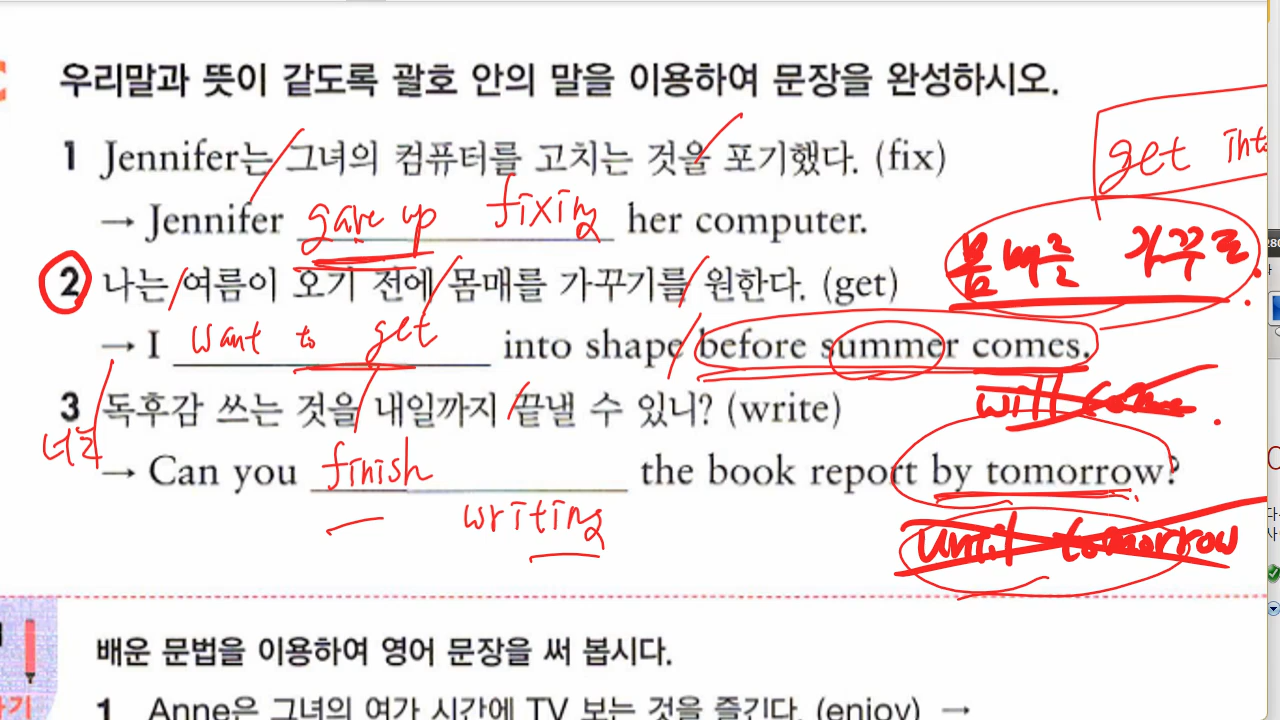 우리말과 뜻이 같도록 괄호 안의 말을 이용하여 문장을 완성하시오.
1 Jennifer는 그녀의 컴퓨터를 고치는 것을 포기했다. (fix)
get
→ Jennifer gave up fixing her computer.
몸매를 가꾸로
2 나는 여름이 오기 전에 몸매를 가꾸기를 원한다. (get)
→ I want to get into shape before summer comes.
will come
3 독후감 쓰는 것을 내일까지 끝낼 수 있니? (write)
너는
→ Can you finish the book report by tomorrow?
writing
until tomorrow
배운 문법을 이용하여 영어 문장을 써 봅시다.
1 Anne은 그녀의 여가 시간에 TV 보는 것을 즐긴다. (enjoy) →